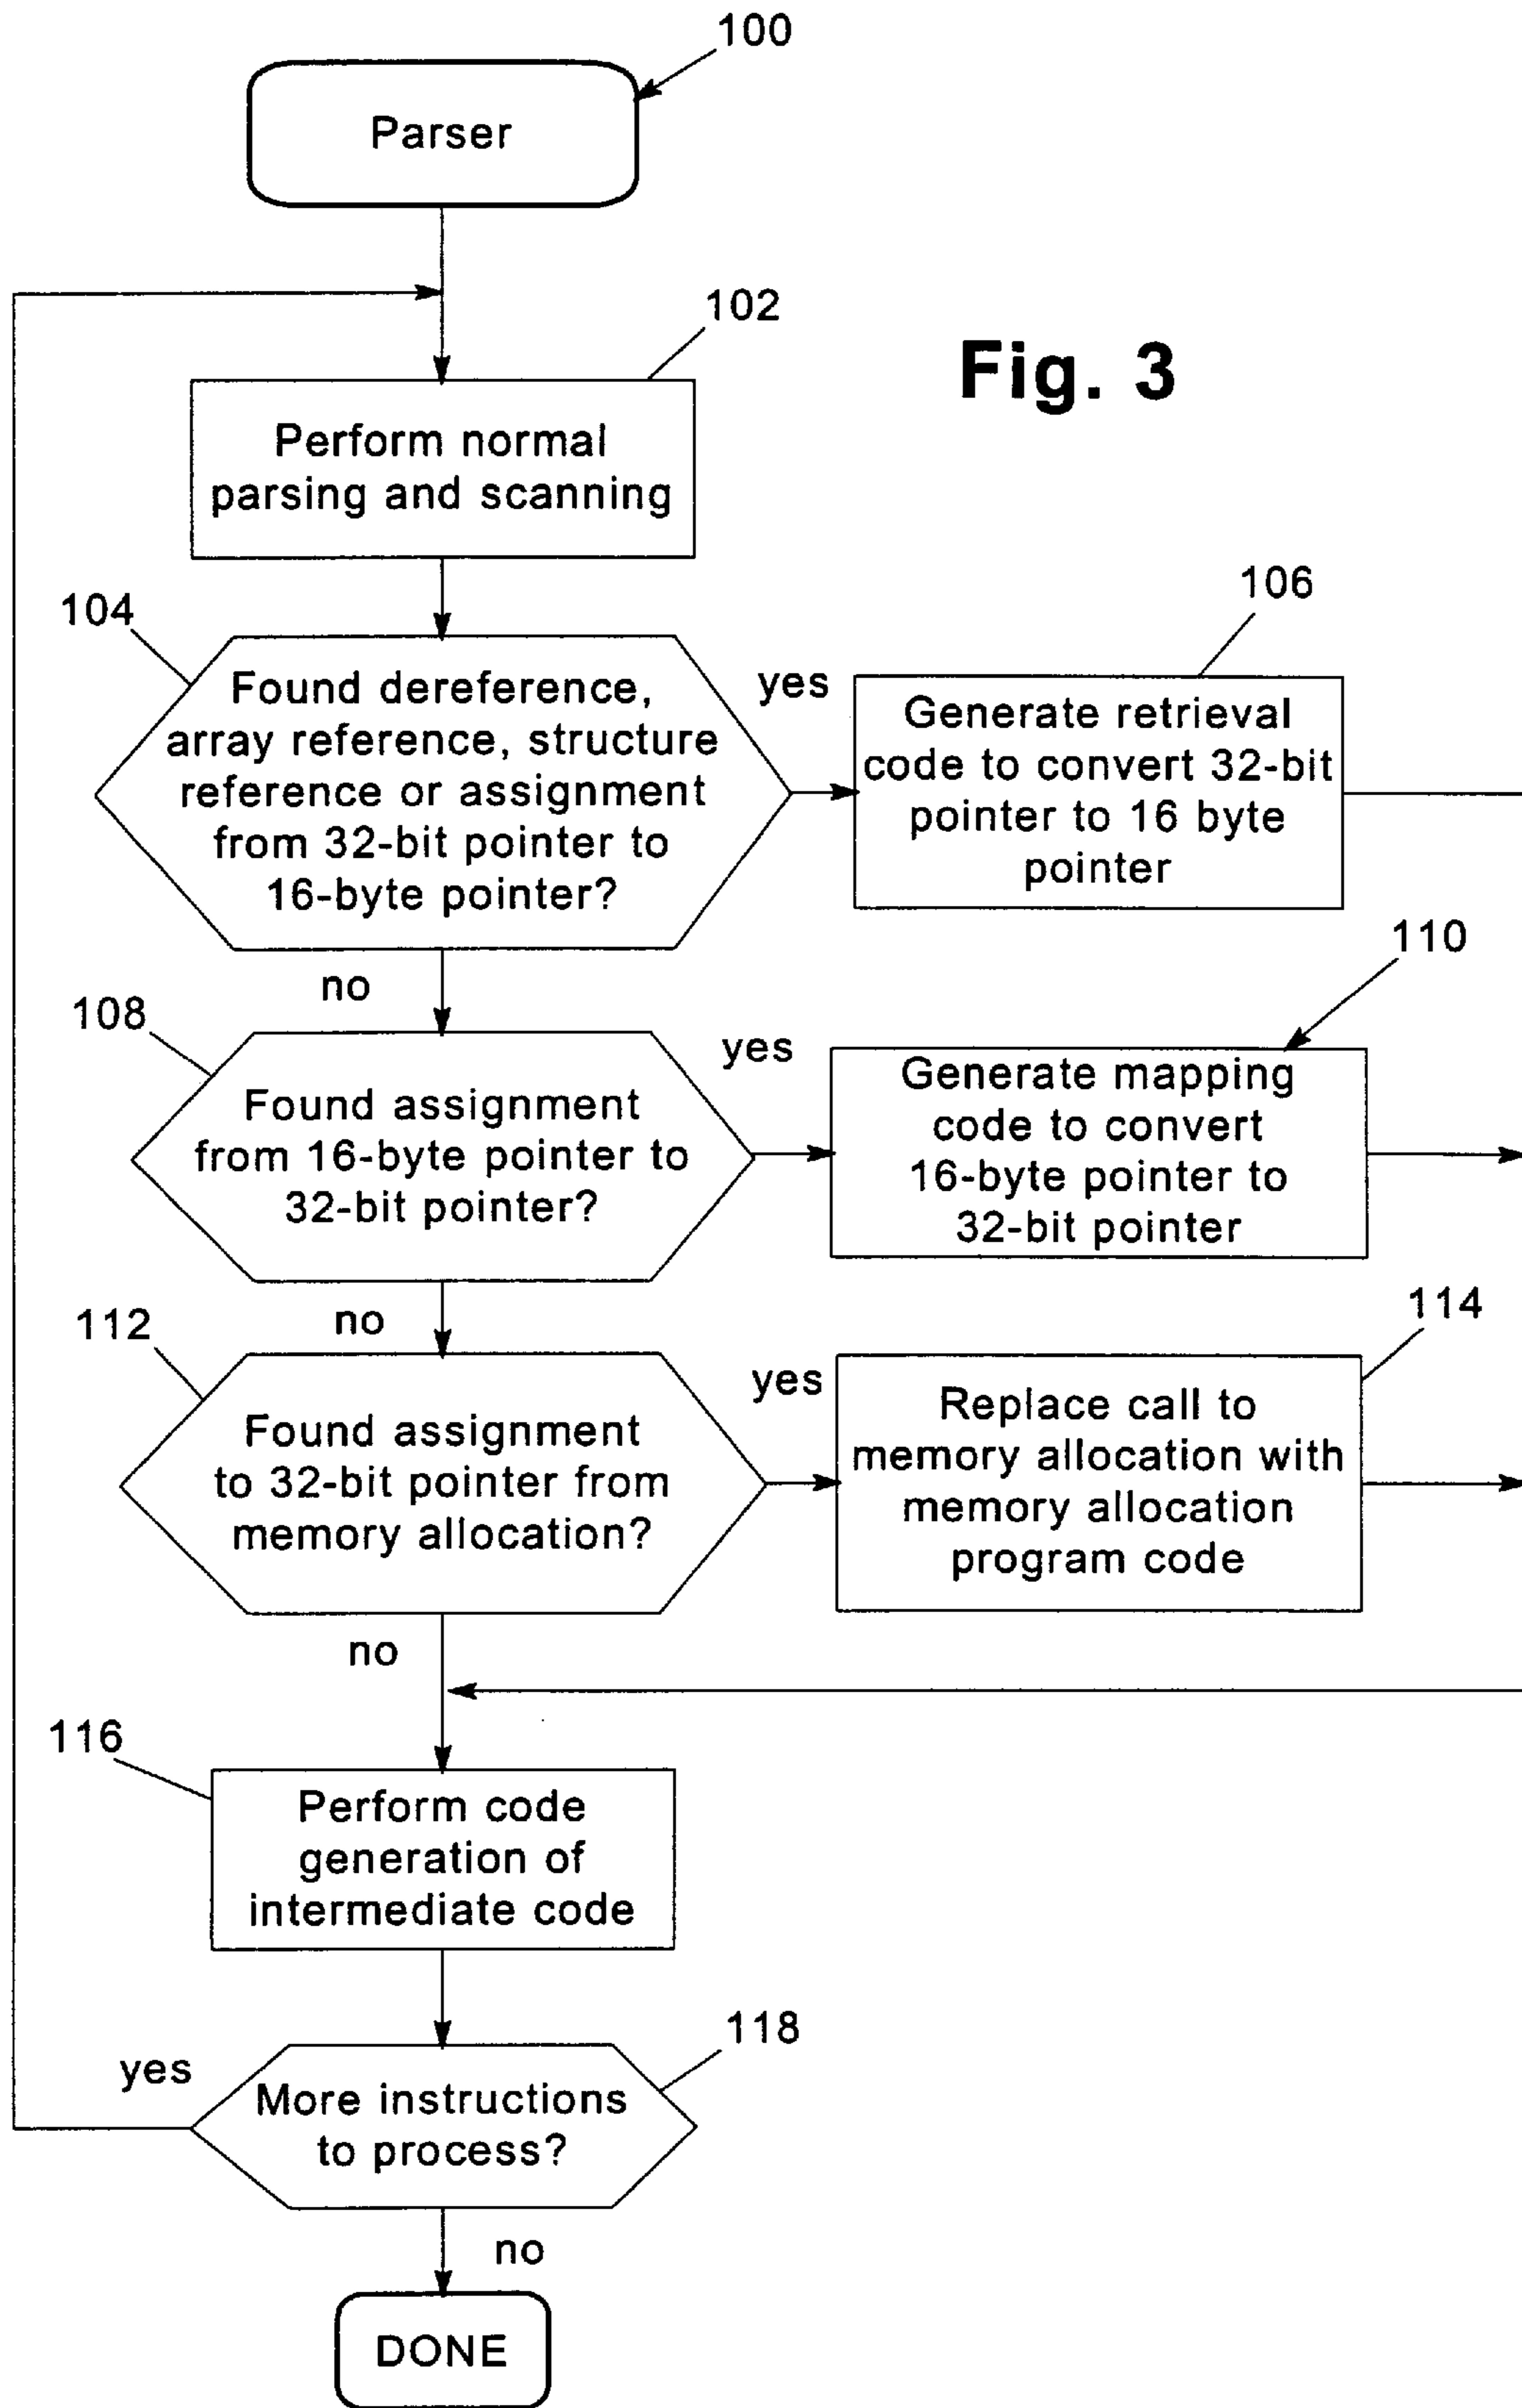 100
Parser
102
Fig. 3
Perform normal
parsing and scanning
104
106
Found dereference,
array reference, structure
reference or assignment
from 32-bit pointer to
16-byte pointer?
yes
Generate retrieval
code to convert 32-bit
pointer to 16 byte
pointer
no
108
110
Found assignment
from 16-byte pointer to
32-bit pointer?
yes
Generate mapping
code to convert
16-byte pointer to
32-bit pointer
no
112
114
Found assignment
to 32-bit pointer from
memory allocation?
yes
Replace call to
memory allocation with
memory allocation
program code
no
116
Perform code
generation of
intermediate code
118
yes
More instructions
to process?
no
DONE